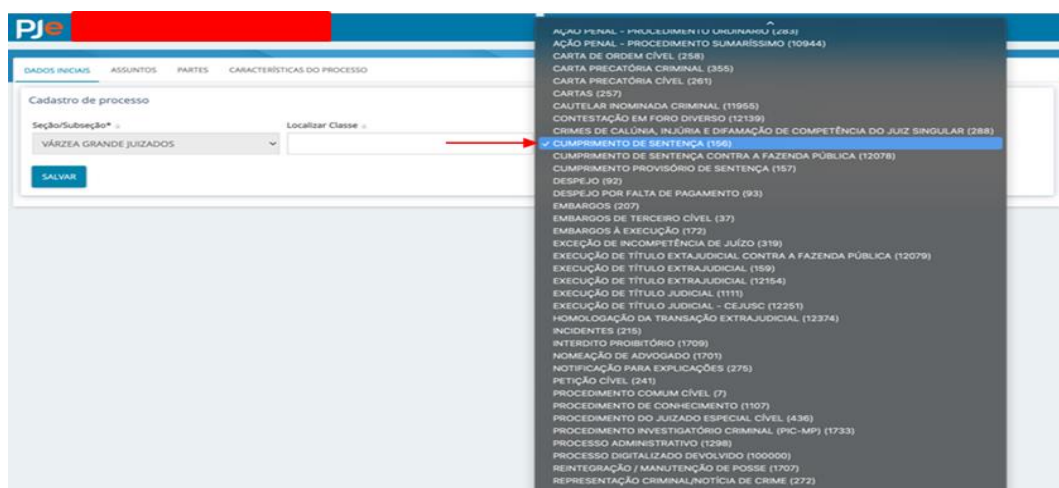 PJe
DADOS INICIAIS ASSUNTOS PARTES CARACTERÍSTICAS DO PROCESSO
Cadastro de processo
Seção/Subseção* Localizar Classe
VÁRZEA GRANDE JUIZADOS
SALVAR
AÇÃO PENAL - PROCEDIMENTO ORDINÁRIO (283)
AÇÃO PENAL - PROCEDIMENTO SUMARÍSSIMO (10944)
CARTA DE ORDEM CÍVEL (258)
CARTA PRECATÓRIA CRIMINAL (355)
CARTA PRECATÓRIA CÍVEL (261)
CARTAS (257)
CAUTELAR INOMINADA CRIMINAL (11955)
CONTESTAÇÃO EM FORO DIVERSO (12139)
CRIMES DE CALÚNIA, INJÚRIA E DIFAMAÇÃO DE COMPETÊNCIA DO JUIZ SINGULAR (288)
✓ CUMPRIMENTO DE SENTENÇA (156)
CUMPRIMENTO DE SENTENÇA CONTRA A FAZENDA PÚBLICA (12078)
CUMPRIMENTO PROVISÓRIO DE SENTENÇA (157)
DESPEJO (92)
DESPEJO POR FALTA DE PAGAMENTO (93)
EMBARGOS (207)
EMBARGOS DE TERCEIRO CÍVEL (37)
EMBARGOS À EXECUÇÃO (172)
EXCEÇÃO DE INCOMPETÊNCIA DE JUÍZO (319)
EXECUÇÃO DE TÍTULO EXTAJUDICIAL CONTRA A FAZENDA PÚBLICA (12079)
EXECUÇÃO DE TÍTULO EXTRAJUDICIAL (159)
EXECUÇÃO DE TÍTULO EXTRAJUDICIAL (12154)
EXECUÇÃO DE TÍTULO JUDICIAL (1111)
EXECUÇÃO DE TÍTULO JUDICIAL - CEJUSC (12251)
HOMOLOGAÇÃO DA TRANSAÇÃO EXTRAJUDICIAL (12374)
INCIDENTES (215)
INTERDITO PROIBITÓRIO (1709)
NOMEAÇÃO DE ADVOGADO (1701)
NOTIFICAÇÃO PARA EXPLICAÇÕES (275)
PETIÇÃO CÍVEL (241)
PROCEDIMENTO COMUM CÍVEL (7)
PROCEDIMENTO DE CONHECIMENTO (1107)
PROCEDIMENTO DO JUIZADO ESPECIAL CÍVEL (436)
PROCEDIMENTO INVESTIGATÓRIO CRIMINAL (PIC-MP) (1733)
PROCESSO ADMINISTRATIVO (1298)
PROCESSO DIGITALIZADO DEVOLVIDO (100000)
REINTEGRAÇÃO / MANUTENÇÃO DE POSSE (1707)
REPRESENTAÇÃO CRIMINAL/NOTÍCIA DE CRIME (272)